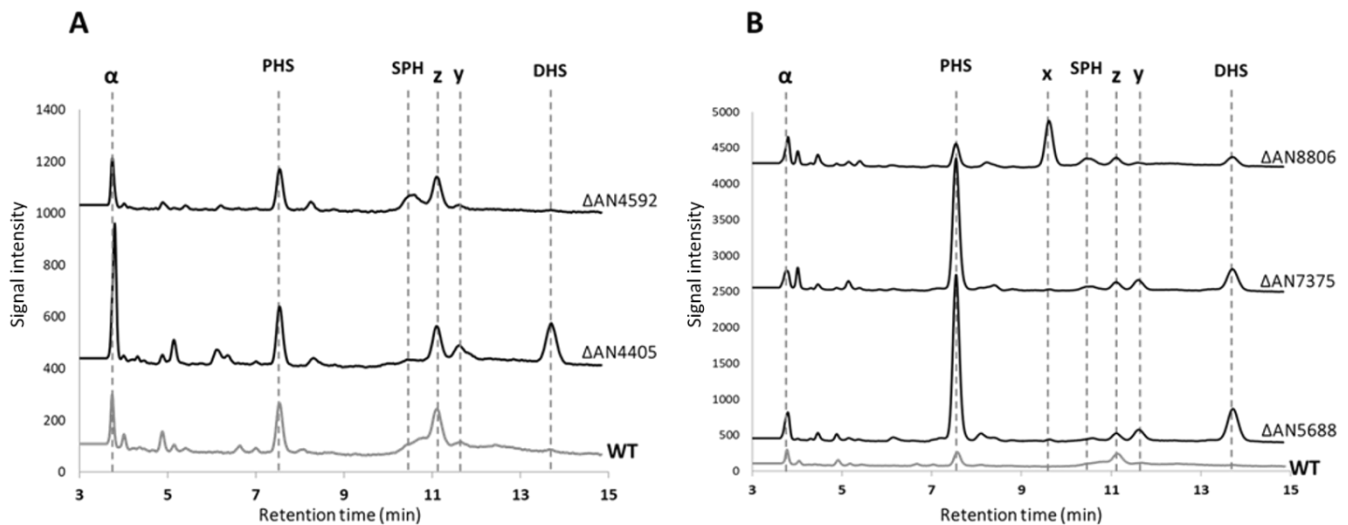 A
α PHS SPH z y DHS
1400
1200
1000
800
600
400
200
0
Signal intensity
ΔAN4592
ΔAN4405
WT
3 5 7 9 11 13 15
Retention time (min)
B
α PHS x SPH z y DHS
5000
4500
4000
3500
3000
2500
2000
1500
1000
500
0
Signal intensity
ΔAN8806
ΔAN7375
ΔAN5688
WT
3 5 7 9 11 13 15
Retention time (min)